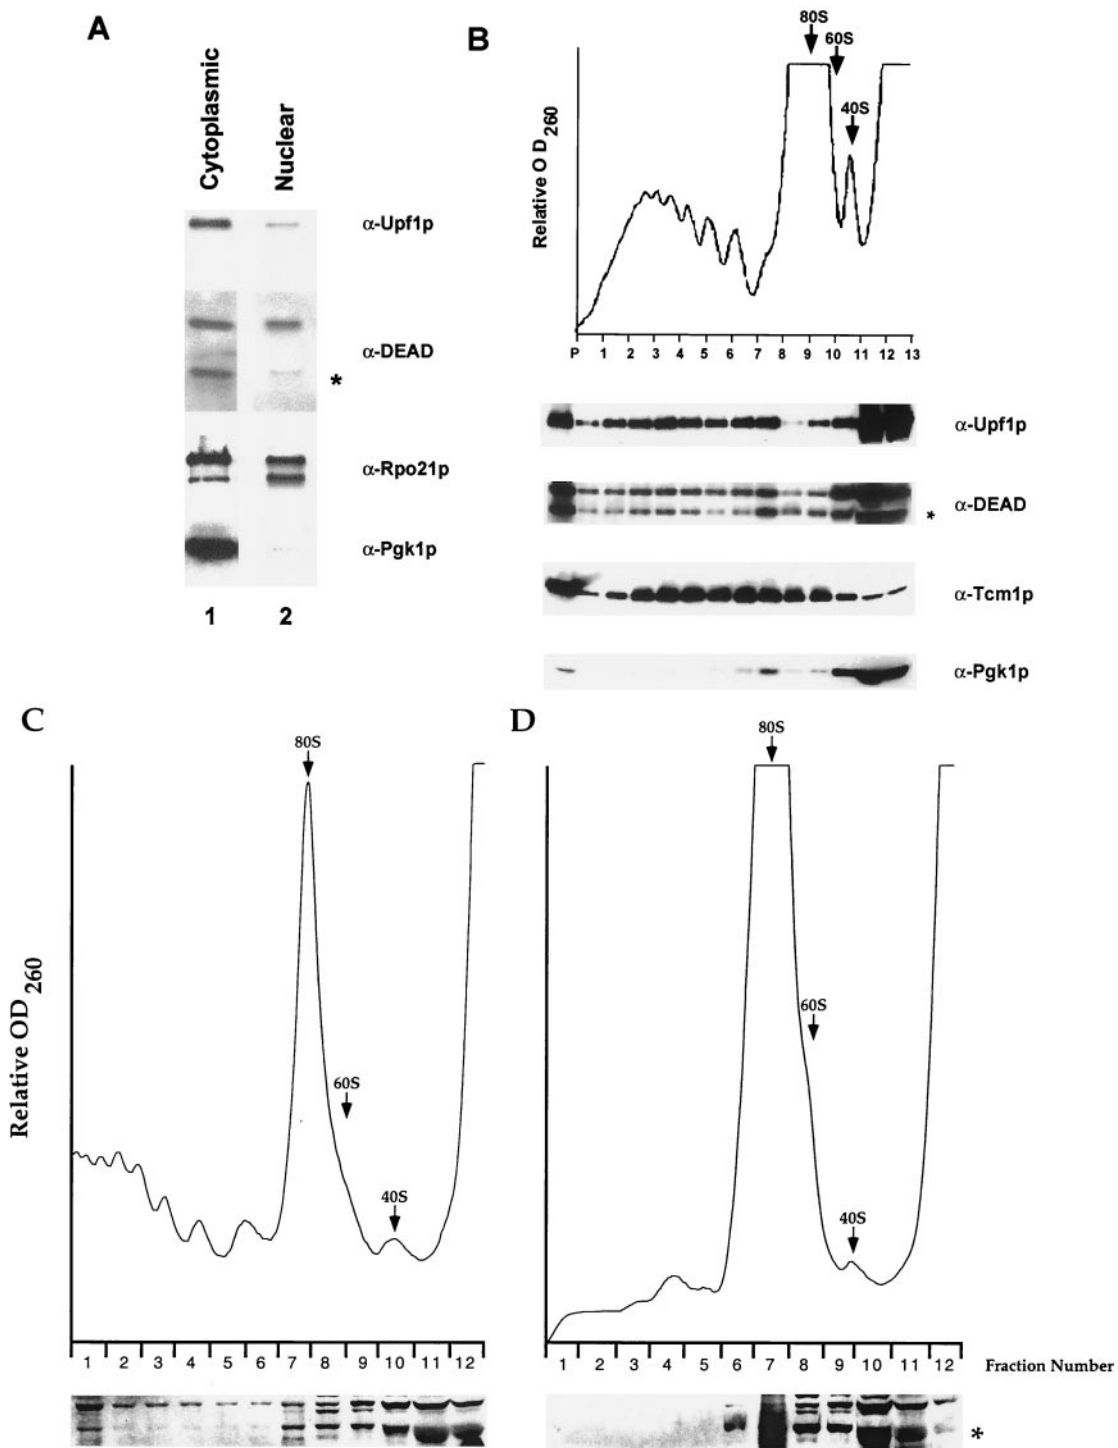 A
Cytoplasmic
Nuclear
α-Upf1p
α-DEAD
*
α-Rpo21p
α-Pgk1p
1 2
B
80S
60S
40S
Relative O D260
P 1 2 3 4 5 6 7 8 9 10 11 12 13
α-Upf1p
α-DEAD
*
α-Tcm1p
α-Pgk1p
C
80S
60S
40S
Relative OD260
1 2 3 4 5 6 7 8 9 10 11 12
D
80S
60S
40S
1 2 3 4 5 6 7 8 9 10 11 12 Fraction Number
*